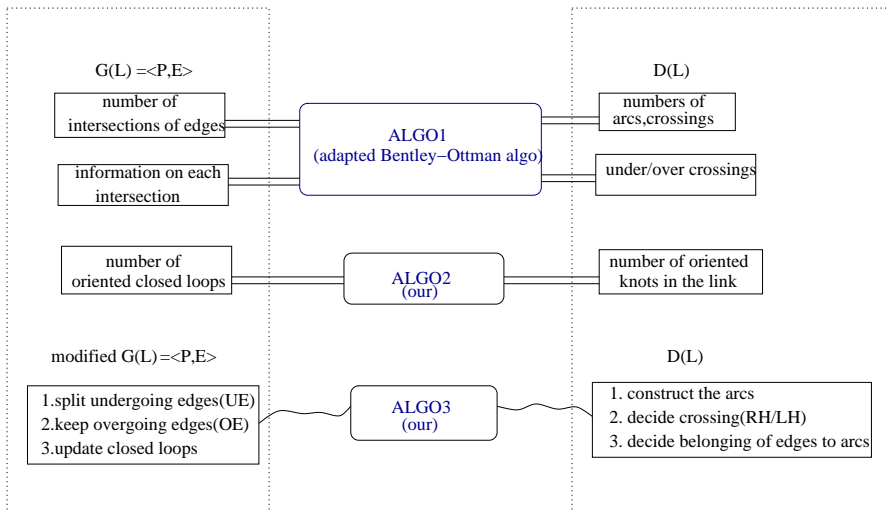 G(L) =<P,E>
D(L)
number of
intersections of edges
ALGO1
(adapted Bentley−Ottman algo)
numbers of
arcs,crossings
information on each
intersection
under/over crossings
number of
oriented closed loops
ALGO2
(our)
number of oriented
knots in the link
modified G(L) =<P,E>
D(L)
1.split undergoing edges(UE)
2.keep overgoing edges(OE)
3.update closed loops
ALGO3
(our)
1. construct the arcs
2. decide crossing(RH/LH)
3. decide belonging of edges to arcs